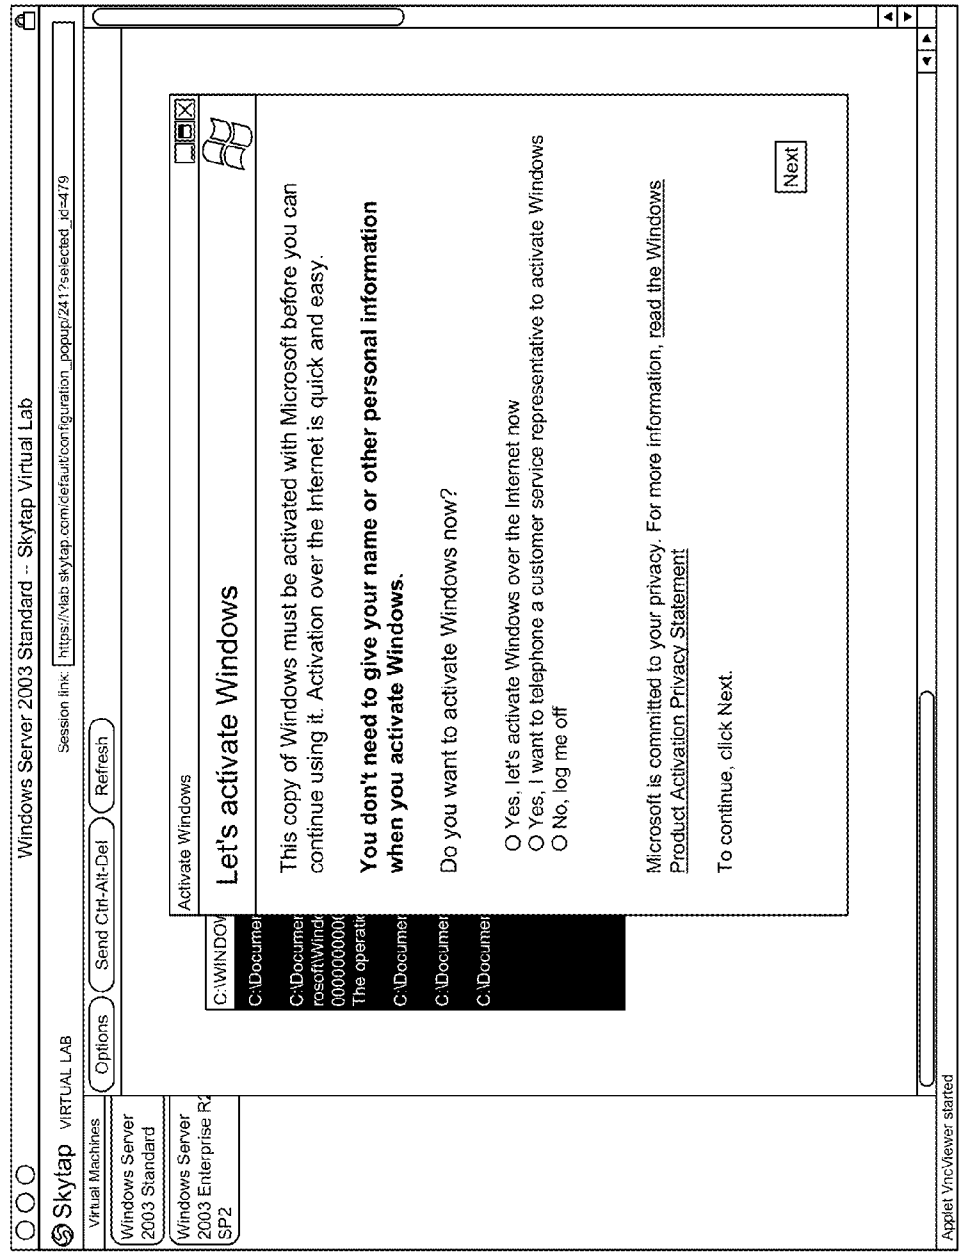 Windows Server 2003 Standard -- Skytap Virtual Lab
Skytap VIRTUAL LAB
Session link: https://vlab skytap.com/default/configuration_popup/241?selected_id=479
Virtual Machines
Options
Send Ctrl-Alt-Del
Refresh
Windows Server
2003 Standard
Windows Server
2003 Enterprise R2
SP2
C:\WINDOW
C:\Documen
C:\Documen
rosoft\Windo
0000000000
The operatio
C:\Documen
C:\Documen
C:\Documen
Activate Windows
Let's activate Windows
This copy of Windows must be activated with Microsoft before you can
continue using it. Activation over the Internet is quick and easy.
You don't need to give your name or other personal information
when you activate Windows.
Do you want to activate Windows now?
Yes, let's activate Windows over the Internet now
Yes, I want to telephone a customer service representative to activate Windows
No, log me off
Microsoft is committed to your privacy. For more information, read the Windows
Product Activation Privacy Statement
To continue, click Next.
Next
Applet VncViewer started